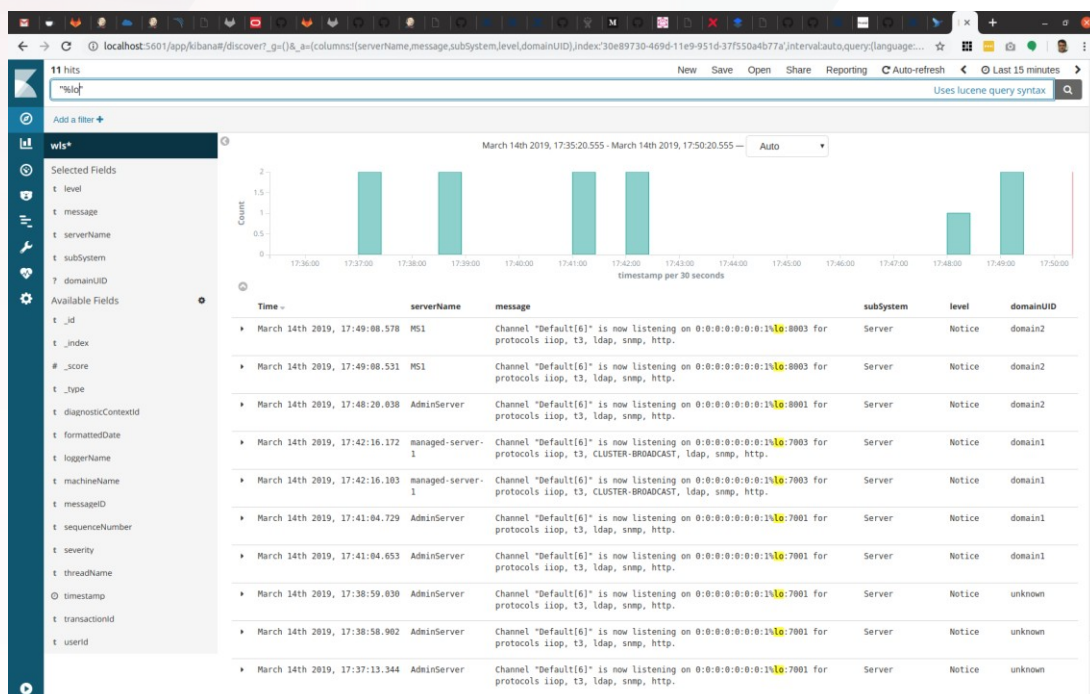 M
localhost:5601/app/kibana#/discover?_g=()&_a=(columns:!(serverName,message,subSystem,level,domainUID),index:'30e89730-469d-11e9-951d-37f550a4b77a',interval:auto,query:(language:...
11 hits
New Save Open Share Reporting Auto-refresh Last 15 minutes
"%lo"
Uses lucene query syntax
Add a filter +
wls*
March 14th 2019, 17:35:20.555 - March 14th 2019, 17:50:20.555 — Auto
Selected Fields
t level
t message
t serverName
t subSystem
? domainUID
Available Fields
t _id
t _index
# _score
t _type
t diagnosticContextId
t formattedDate
t loggerName
t machineName
t messageID
t sequenceNumber
t severity
t threadName
timestamp
t transactionId
t userId
Count
2
1.5
1
0.5
0
17:36:00 17:37:00 17:38:00 17:39:00 17:40:00 17:41:00 17:42:00 17:43:00 17:44:00 17:45:00 17:46:00 17:47:00 17:48:00 17:49:00 17:50:00
timestamp per 30 seconds
Time serverName message subSystem level domainUID
March 14th 2019, 17:49:08.578 MS1 Channel "Default[6]" is now listening on 0:0:0:0:0:0:0:1%lo:8003 for Server Notice domain2
protocols iiop, t3, ldap, snmp, http.
March 14th 2019, 17:49:08.531 MS1 Channel "Default[6]" is now listening on 0:0:0:0:0:0:0:1%lo:8003 for Server Notice domain2
protocols iiop, t3, ldap, snmp, http.
March 14th 2019, 17:48:20.038 AdminServer Channel "Default[6]" is now listening on 0:0:0:0:0:0:0:1%lo:8001 for Server Notice domain2
protocols iiop, t3, ldap, snmp, http.
March 14th 2019, 17:42:16.172 managed-server- Channel "Default[6]" is now listening on 0:0:0:0:0:0:0:1%lo:7003 for Server Notice domain1
1 protocols iiop, t3, CLUSTER-BROADCAST, ldap, snmp, http.
March 14th 2019, 17:42:16.103 managed-server- Channel "Default[6]" is now listening on 0:0:0:0:0:0:0:1%lo:7003 for Server Notice domain1
1 protocols iiop, t3, CLUSTER-BROADCAST, ldap, snmp, http.
March 14th 2019, 17:41:04.729 AdminServer Channel "Default[6]" is now listening on 0:0:0:0:0:0:0:1%lo:7001 for Server Notice domain1
protocols iiop, t3, ldap, snmp, http.
March 14th 2019, 17:41:04.653 AdminServer Channel "Default[6]" is now listening on 0:0:0:0:0:0:0:1%lo:7001 for Server Notice domain1
protocols iiop, t3, ldap, snmp, http.
March 14th 2019, 17:38:59.030 AdminServer Channel "Default[6]" is now listening on 0:0:0:0:0:0:0:1%lo:7001 for Server Notice unknown
protocols iiop, t3, ldap, snmp, http.
March 14th 2019, 17:38:58.902 AdminServer Channel "Default[6]" is now listening on 0:0:0:0:0:0:0:1%lo:7001 for Server Notice unknown
protocols iiop, t3, ldap, snmp, http.
March 14th 2019, 17:37:13.344 AdminServer Channel "Default[6]" is now listening on 0:0:0:0:0:0:0:1%lo:7001 for Server Notice unknown
protocols iiop, t3, ldap, snmp, http.